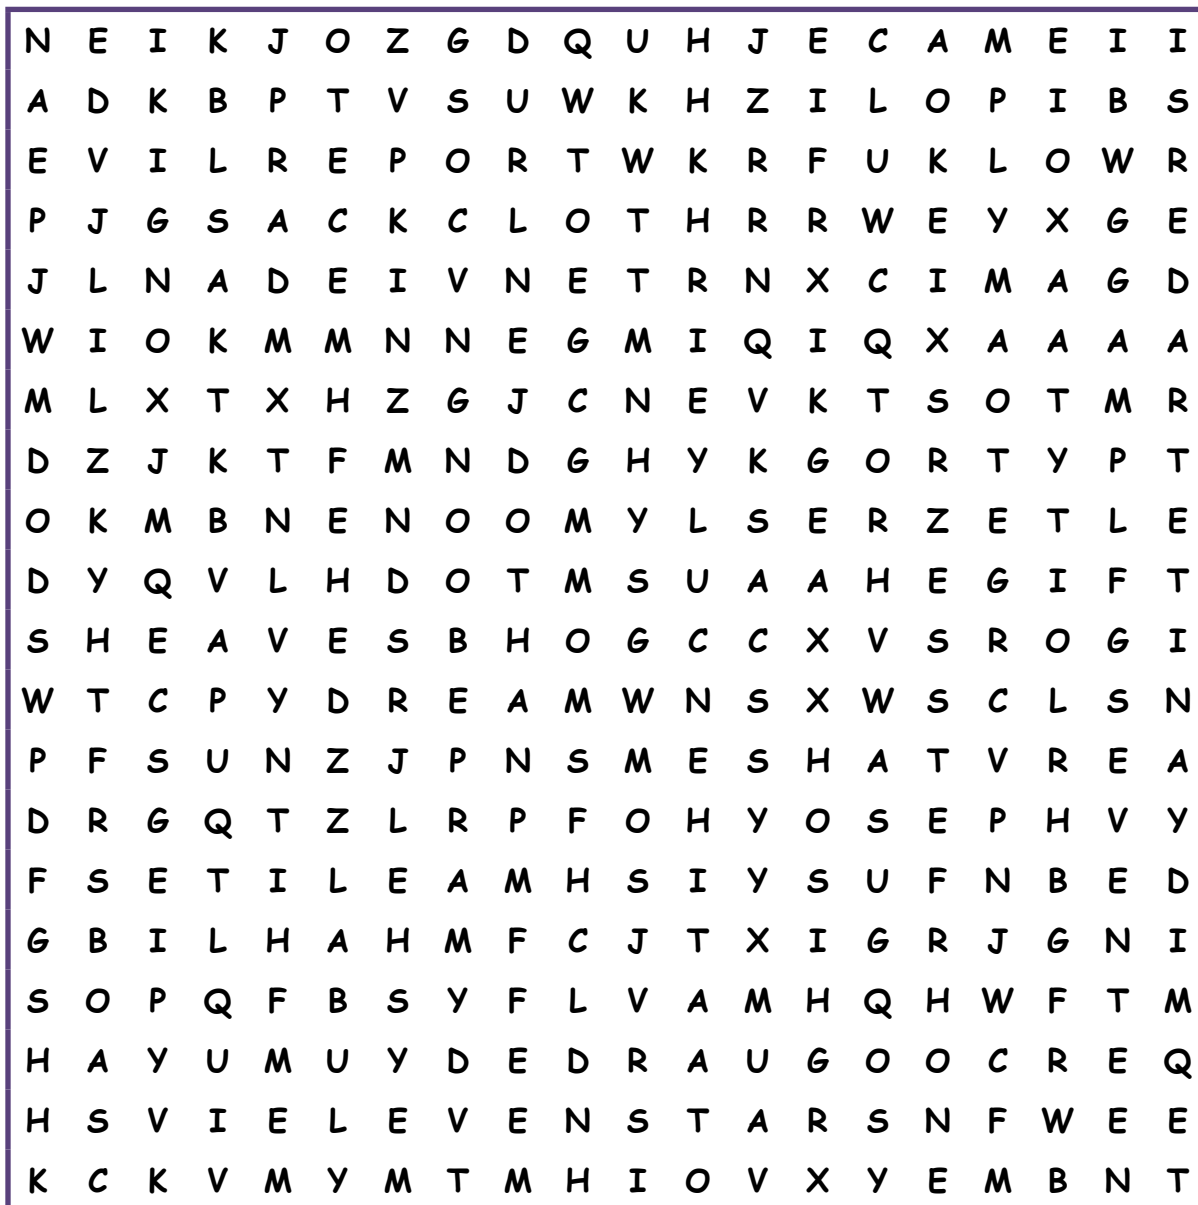 N E I K J O Z G D Q U H J E C A M E I I
A D K B P T V S U W K H Z I L O P I B S
E V I L R E P O R T W K R F U K L O W R
P J G S A C K C L O T H R R W E Y X G E
J L N A D E I V N E T R N X C I M A G D
W I O K M M N N E G M I Q I Q X A A A A
M L X T X H Z G J C N E V K T S O T M R
D Z J K T F M N D G H Y K G O R T Y P T
O K M B N E N O O M Y L S E R Z E T L E
D Y Q V L H D O T M S U A A H E G I F T
S H E A V E S B H O G C C X V S R O G I
W T C P Y D R E A M W N S X W S C L S N
P F S U N Z J P N S M E S H A T V R E A
D R G Q T Z L R P F O H Y O S E P H V Y
F S E T I L E A M H S I Y S U F N B E D
G B I L H A H M F C J T X I G R J G N I
S O P Q F B S Y F L V A M H Q H W F T M
H A Y U M U Y D E D R A U G O O C R E Q
H S V I E L E V E N S T A R S N F W E E
K C K V M Y M T M H I O V X Y E M B N T